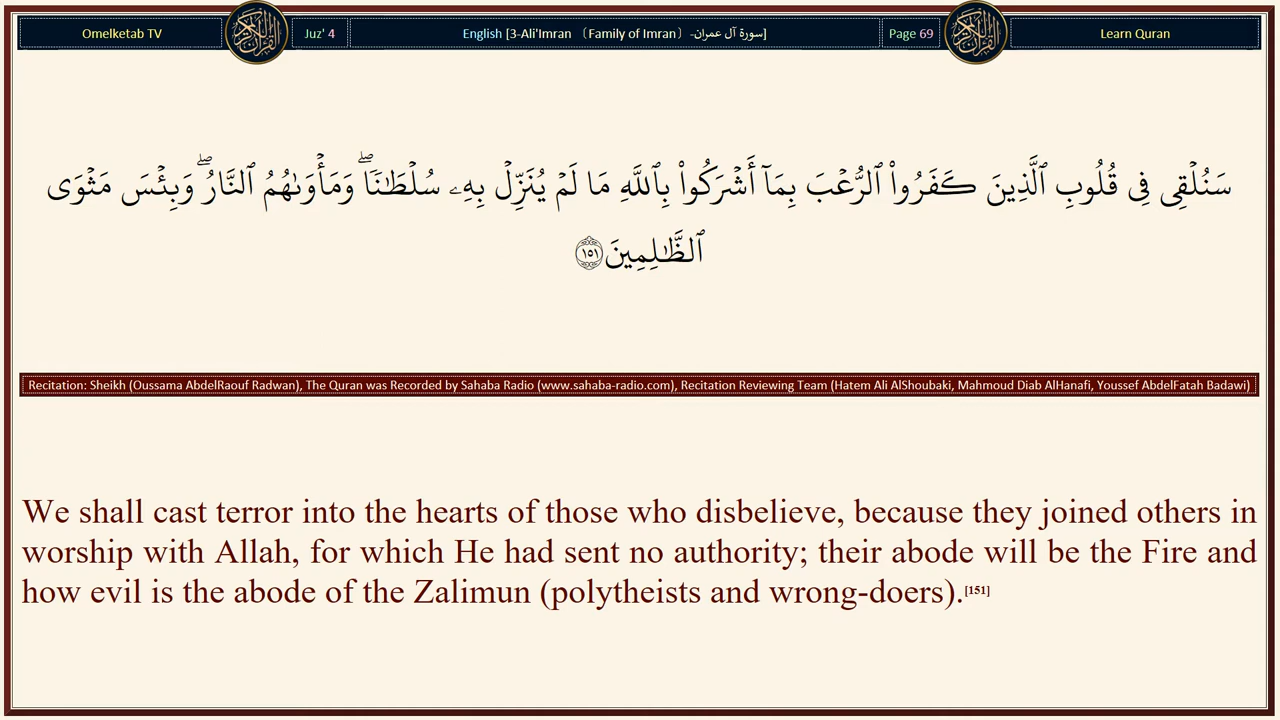 Omelketab TV
Juz' 4
English [3-Ali'Imran （Family of Imran） -سورة آل عمران]
Page 69
Learn Quran
سَنُلۡقِى فِى قُلُوبِ ٱلَّذِينَ كَفَرُواْ ٱلرُّعۡبَ بِمَآ أَشۡرَكُواْ بِٱللَّهِ مَا لَمۡ يُنَزِّلۡ بِهِۦ سُلۡطَـٰنٗاۖ وَمَأۡوَىٰهُمُ ٱلنَّارُۖ وَبِئۡسَ مَثۡوَى
ٱلظَّـٰلِمِينَ ١٥١
Recitation: Sheikh (Oussama AbdelRaouf Radwan), The Quran was Recorded by Sahaba Radio (www.sahaba-radio.com), Recitation Reviewing Team (Hatem Ali AlShoubaki, Mahmoud Diab AlHanafi, Youssef AbdelFatah Badawi)
We shall cast terror into the hearts of those who disbelieve, because they joined others in
worship with Allah, for which He had sent no authority; their abode will be the Fire and
how evil is the abode of the Zalimun (polytheists and wrong-doers).[151]